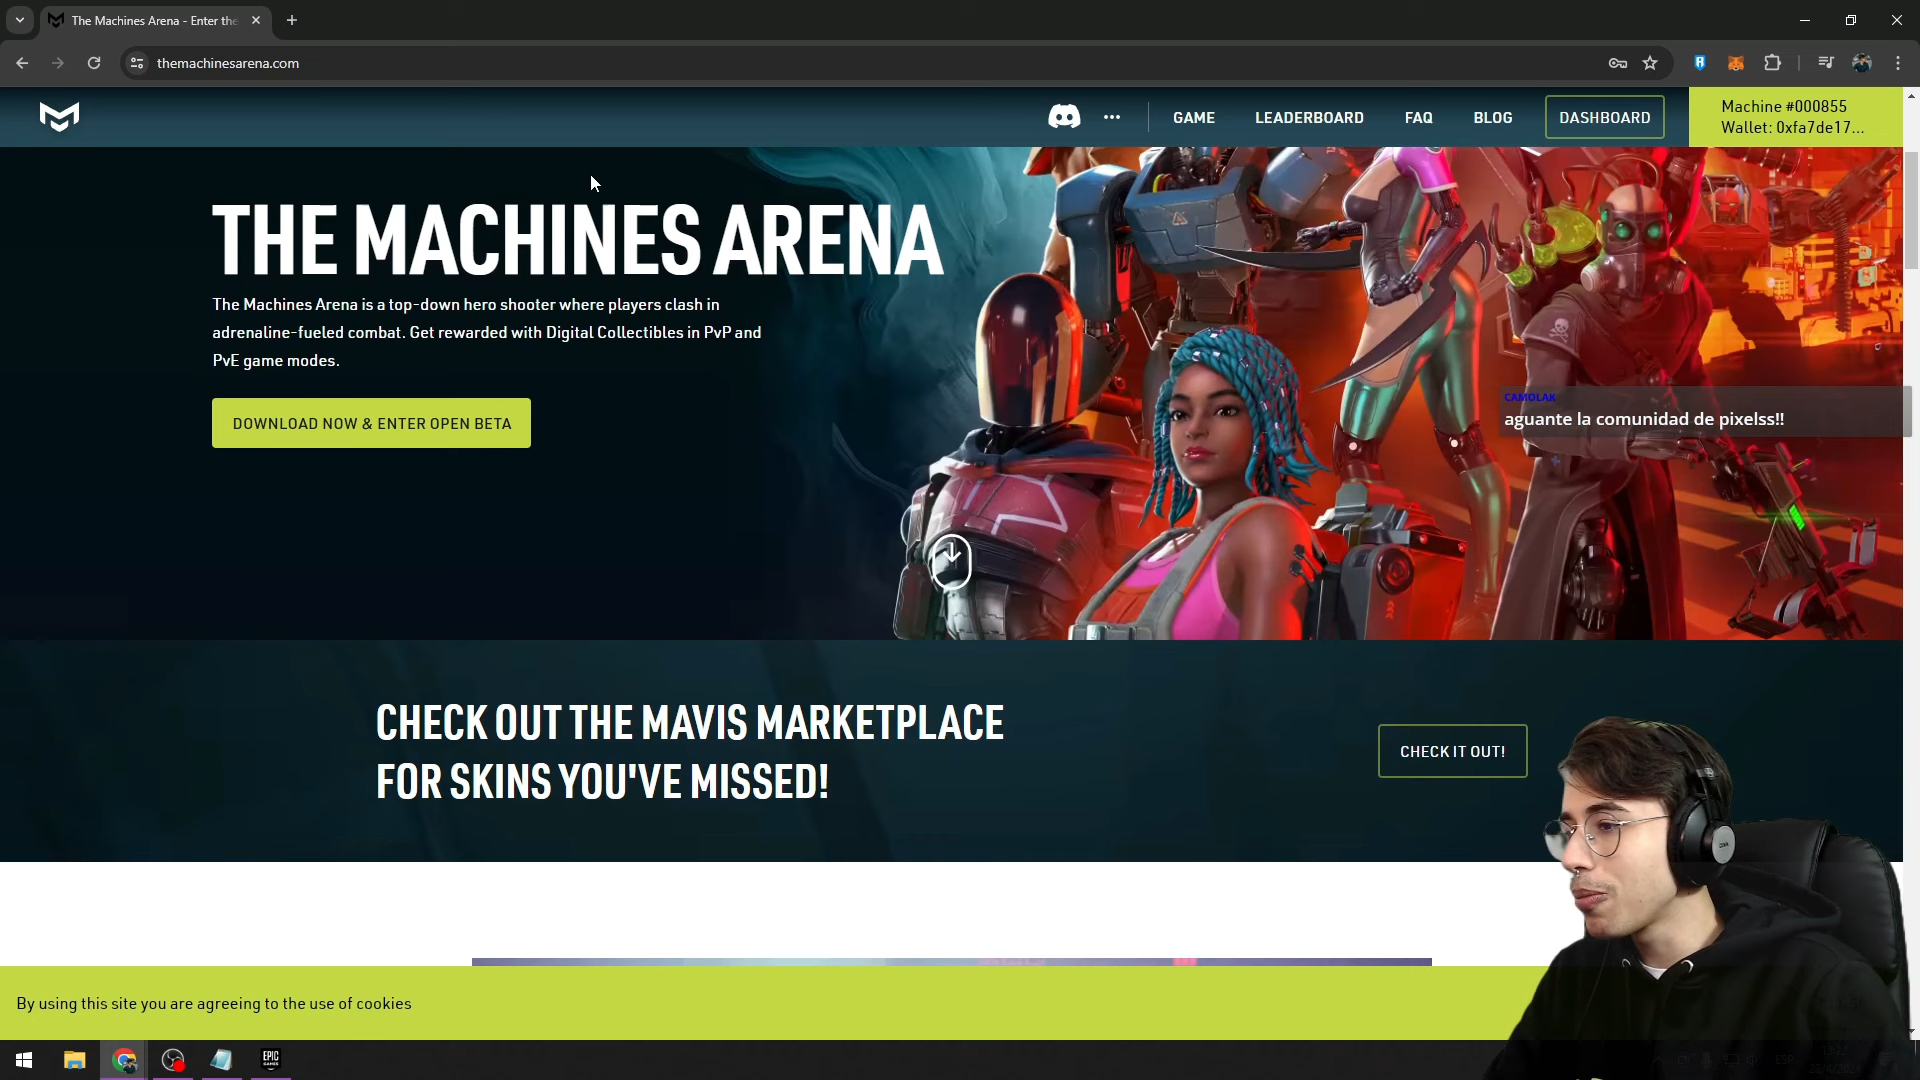 The Machines Arena - Enter the
themachinesarena.com
GAME
LEADERBOARD
FAQ
BLOG
DASHBOARD
Machine #000855
Wallet: 0xfa7de17...
THE MACHINES ARENA
The Machines Arena is a top-down hero shooter where players clash in
adrenaline-fueled combat. Get rewarded with Digital Collectibles in PvP and
PvE game modes.
DOWNLOAD NOW & ENTER OPEN BETA
CAMOLAK
aguante la comunidad de pixelss!!
CHECK OUT THE MAVIS MARKETPLACE
FOR SKINS YOU'VE MISSED!
CHECK IT OUT!
By using this site you are agreeing to the use of cookies
EPIC
GAMES
ESP